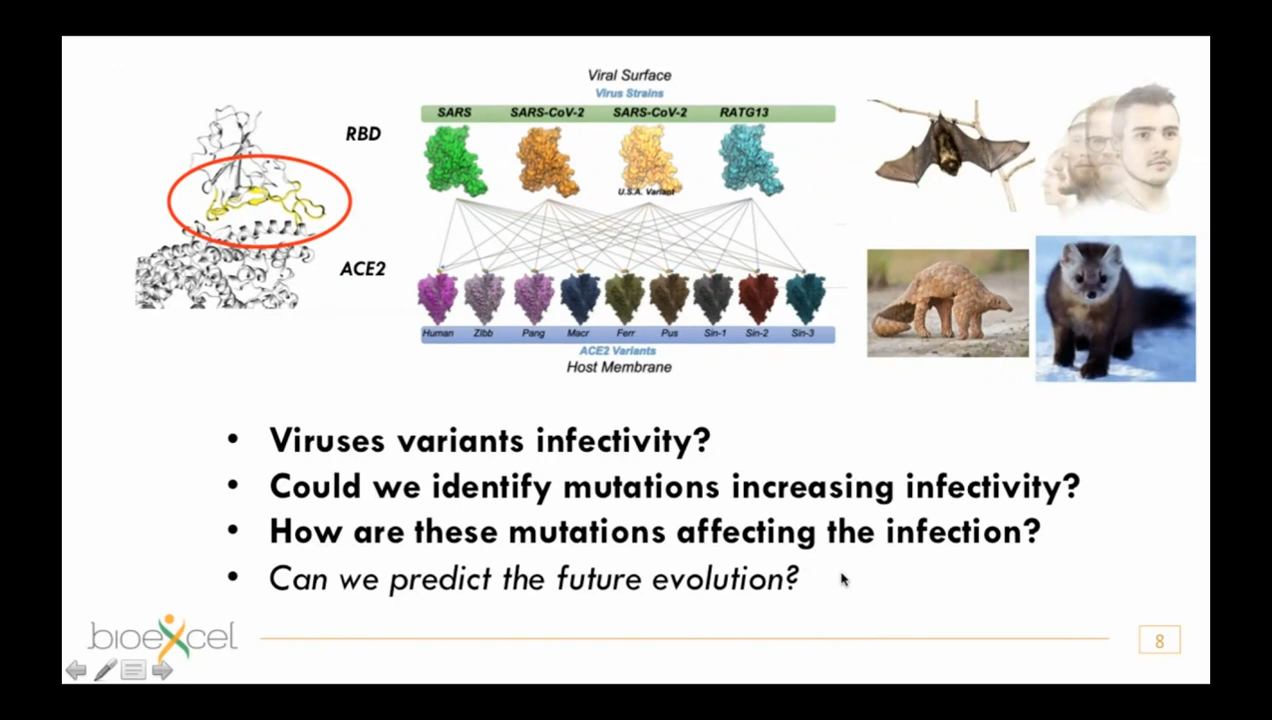 Viral Surface
Virus Strains
SARS SARS-CoV-2 SARS-CoV-2 RATG13
RBD
U.S.A. Variant
ACE2
Human Zibb Pang Macr Ferr Pus Sin-1 Sin-2 Sin-3
ACE2 Variants
Host Membrane
• Viruses variants infectivity?
• Could we identify mutations increasing infectivity?
• How are these mutations affecting the infection?
• Can we predict the future evolution?
bioexcel
8